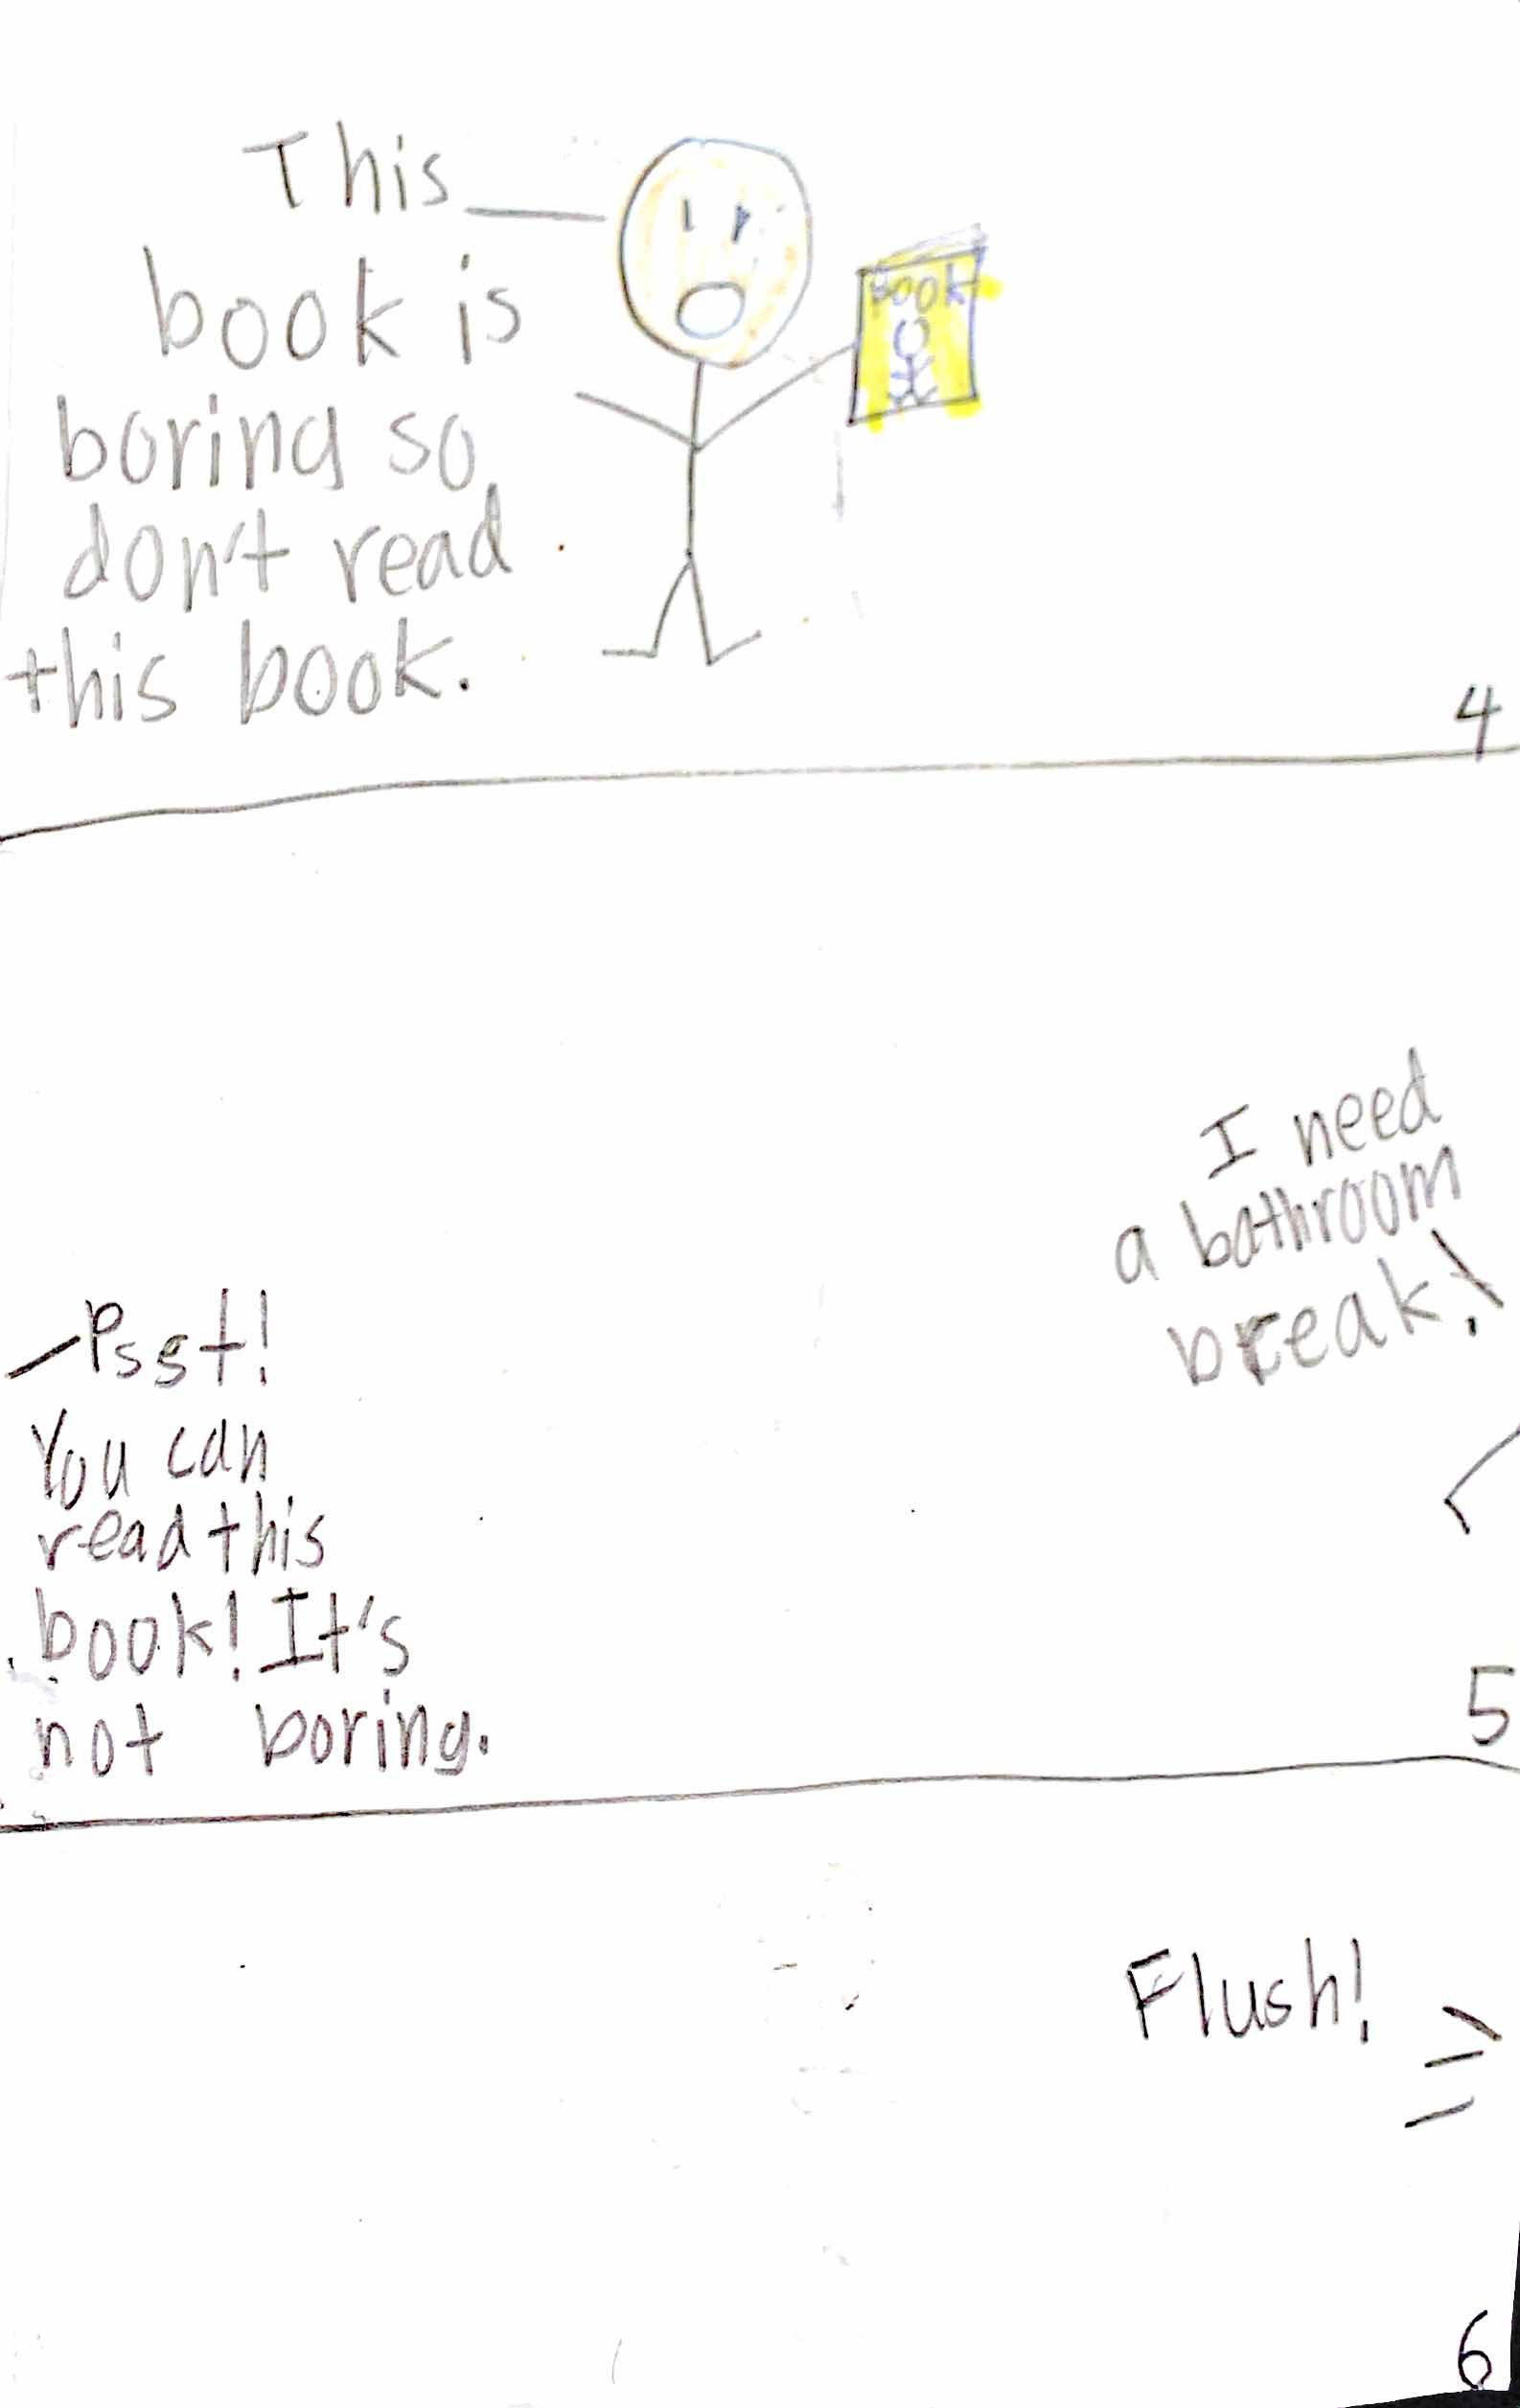 This
book is
boring so
don't read
this book.
book
4
I need
a bathroom
break!
Psst!
You can
read this
book! It's
not boring.
5
Flush!
6